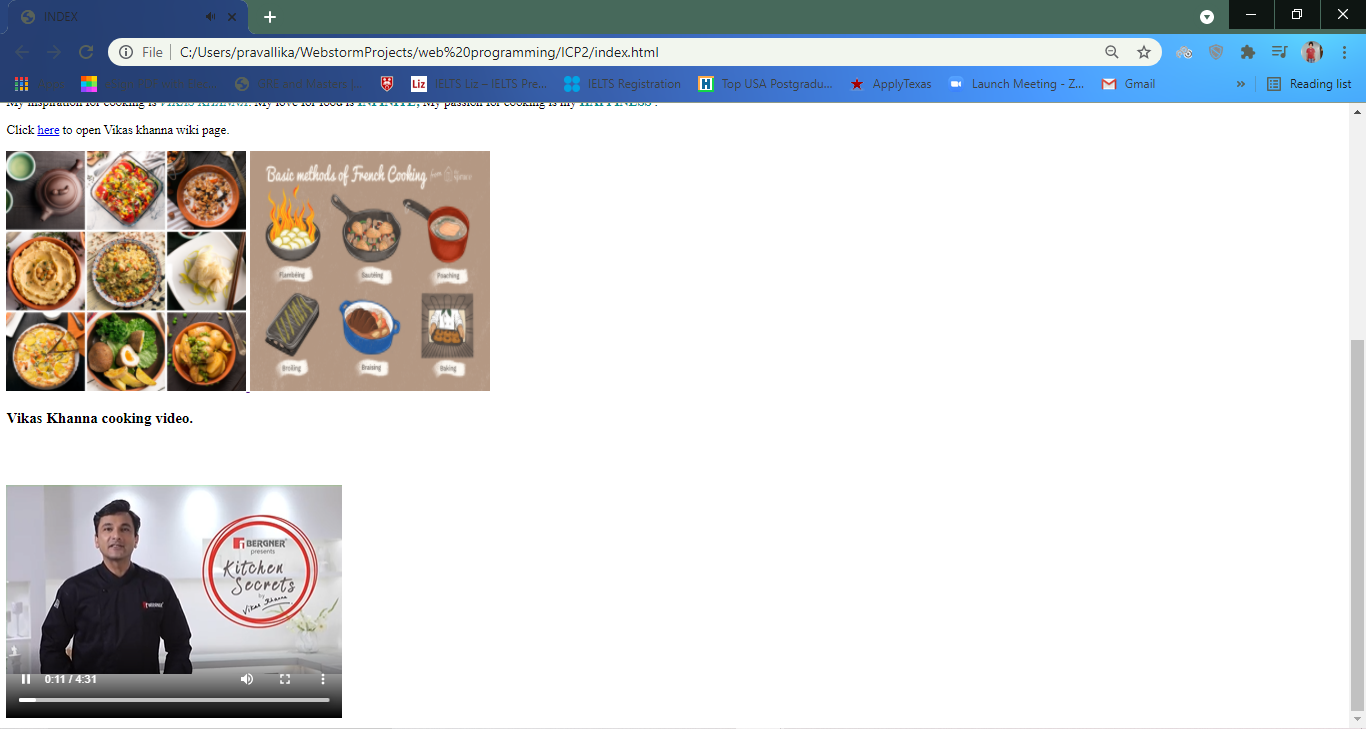 INDEX
File
C:/Users/pravallika/WebstormProjects/web%20programming/ICP2/index.html
Liz IELTS Liz – IELTS Pre...
IELTS Registration
H Top USA Postgradu...
ApplyTexas
Launch Meeting - Z...
Gmail
»
Reading list
My inspiration for cooking is VIKAS KHANNA. My love for food is INFINITE, My passion for cooking is my HAPPINESS .
Click here to open Vikas khanna wiki page.
Basic methods of French Cooking from the spruce
Flambéing
Sautéing
Poaching
Broiling
Braising
Baking
Vikas Khanna cooking video.
BERGNER
presents
Kitchen
Secrets
by
Vikas Khanna
0:11 / 4:31